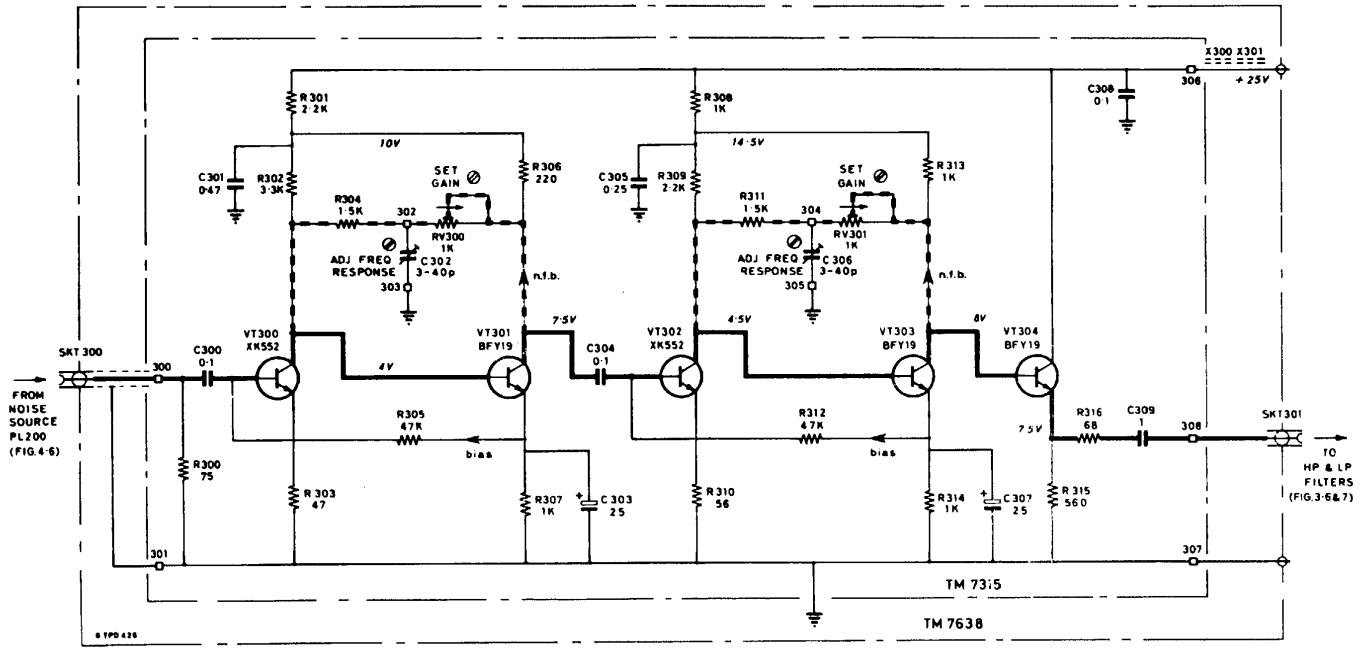 X300 X301
306
+25V
R301
2·2K
R308
1K
C308
0·1
10V
14·5V
C301
0·47
R302
3·3K
R306
220
SET
GAIN
R304
1·5K
302
RV300
1K
ADJ FREQ
RESPONSE
C302
3-40p
303
n.f.b.
C305
0·25
R309
2·2K
R313
1K
SET
GAIN
R311
1·5K
304
RV301
1K
ADJ FREQ
RESPONSE
C306
3-40p
305
n.f.b.
SKT300
300
C300
0·1
VT300
XK552
4V
VT301
BFY19
7·5V
C304
0·1
VT302
XK552
4·5V
VT303
BFY19
8V
VT304
BFY19
FROM
NOISE
SOURCE
PL200
(FIG.4·6)
R305
47K
bias
R312
47K
bias
7·5V
R316
68
C309
1
308
SKT301
TO
HP & LP
FILTERS
(FIG,3·6&7)
R300
75
R303
47
R307
1K
+
C303
25
R310
56
R314
1K
+
C307
25
R315
560
301
307
TM 7315
TM 7638